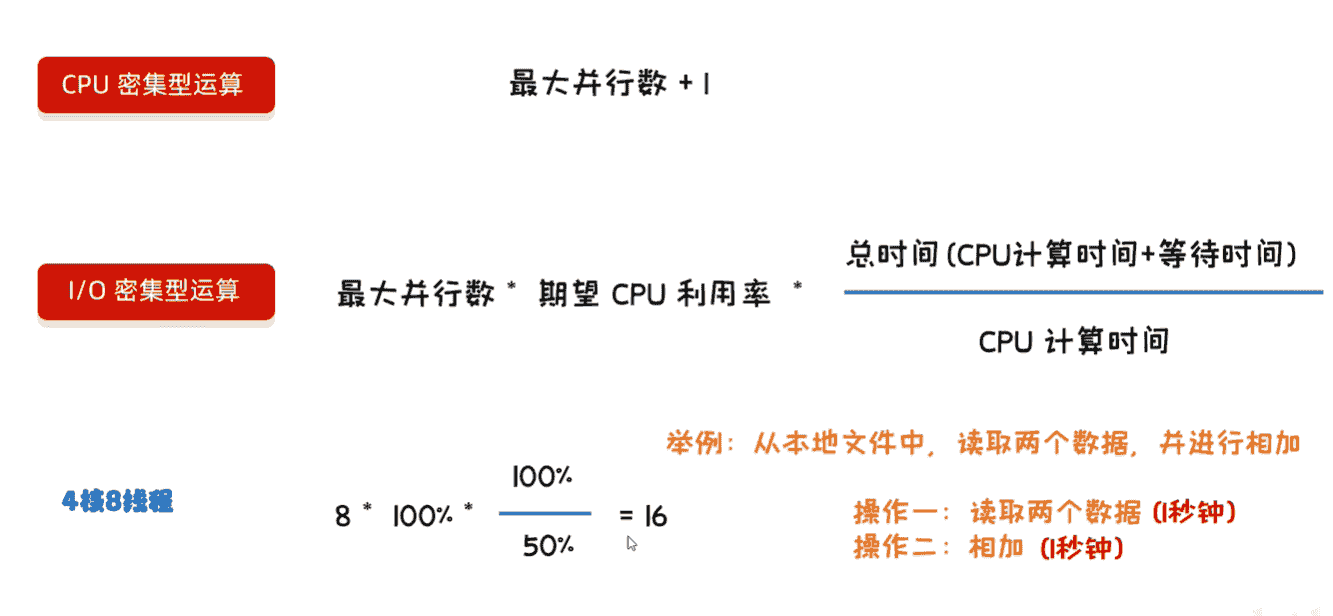 CPU 密集型运算
最大并行数 + 1
总时间(CPU计算时间+等待时间)
I/O 密集型运算
最大并行数 * 期望 CPU 利用率 *
CPU 计算时间
举例：从本地文件中，读取两个数据，并进行相加
100%
4核8线程
8 * 100% * = 16
50%
操作一：读取两个数据 (1秒钟)
操作二：相加 (1秒钟)